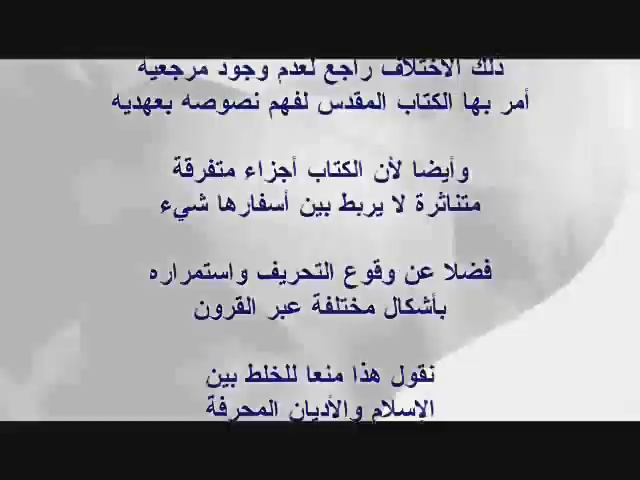 ذلك الاختلاف راجع لعدم وجود مرجعية
أمر بها الكتاب المقدس لفهم نصوصه بعهديه
وأيضا لأن الكتاب أجزاء متفرقة
متناثرة لا يربط بين أسفارها شيء
فضلا عن وقوع التحريف واستمراره
بأشكال مختلفة عبر القرون
نقول هذا منعا للخلط بين
الإسلام والأديان المحرفة